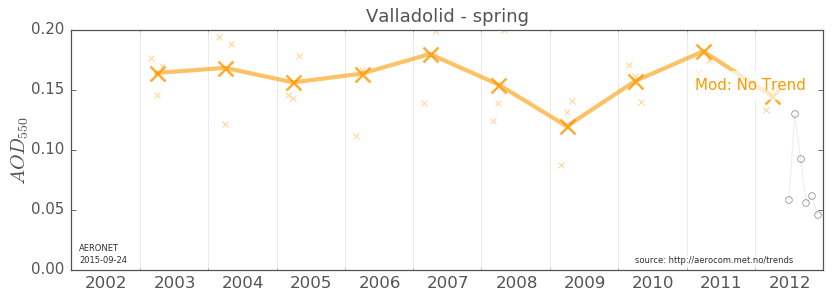 Valladolid - spring
0.20
0.15
0.10
0.05
0.00
AOD550
Mod: No Trend
AERONET
2015-09-24
source: http://aerocom.met.no/trends
2002 2003 2004 2005 2006 2007 2008 2009 2010 2011 2012